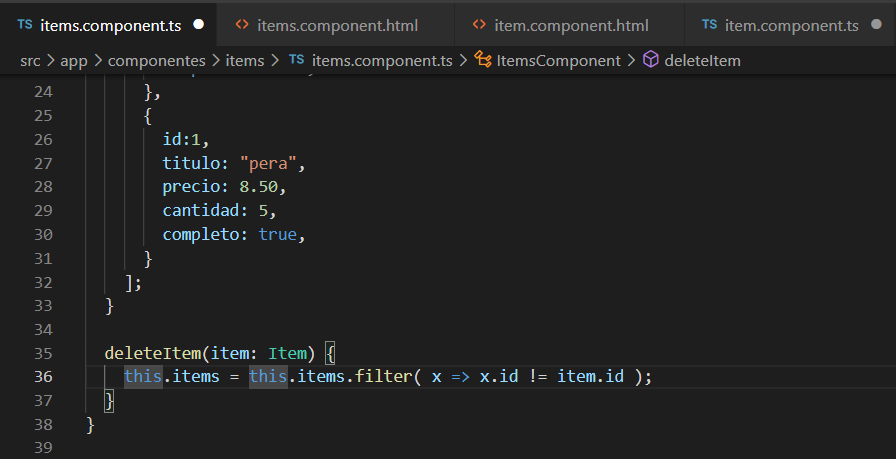 TS items.component.ts
<> items.component.html
<> item.component.html
TS item.component.ts
src > app > componentes > items > TS items.component.ts > ItemsComponent > deleteItem
24 },
25 {
26 id:1,
27 titulo: "pera",
28 precio: 8.50,
29 cantidad: 5,
30 completo: true,
31 }
32 ];
33 }
34
35 deleteItem(item: Item) {
36 this.items = this.items.filter( x => x.id != item.id );
37 }
38 }
39